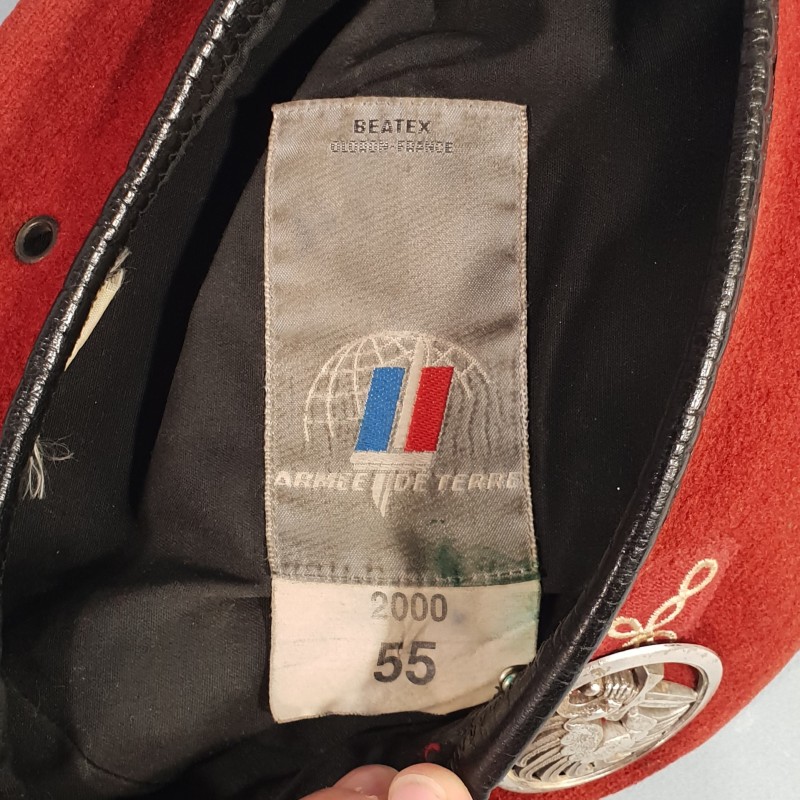 BEATEX
OLORON-FRANCE
ARMEE DE TERRE
2000
55